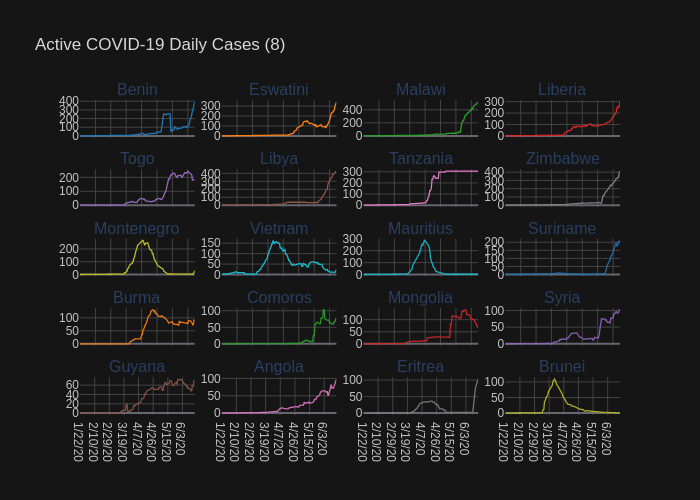 Active COVID-19 Daily Cases (8)
Benin Eswatini Malawi Liberia
400 300 200 100 0
300 200 100 0
400 200 0
300 200 100 0
Togo Libya Tanzania Zimbabwe
200 100 0
400 300 200 100 0
300 200 100 0
400 300 200 100 0
Montenegro Vietnam Mauritius Suriname
200 100 0
150 100 50 0
300 200 100 0
200 150 100 50 0
Burma Comoros Mongolia Syria
100 50 0
100 50 0
100 50 0
100 50 0
Guyana Angola Eritrea Brunei
60 40 20 0
100 50 0
100 50 0
100 50 0
1/22/20 2/10/20 2/29/20 3/19/20 4/7/20 4/26/20 5/15/20 6/3/20
1/22/20 2/10/20 2/29/20 3/19/20 4/7/20 4/26/20 5/15/20 6/3/20
1/22/20 2/10/20 2/29/20 3/19/20 4/7/20 4/26/20 5/15/20 6/3/20
1/22/20 2/10/20 2/29/20 3/19/20 4/7/20 4/26/20 5/15/20 6/3/20